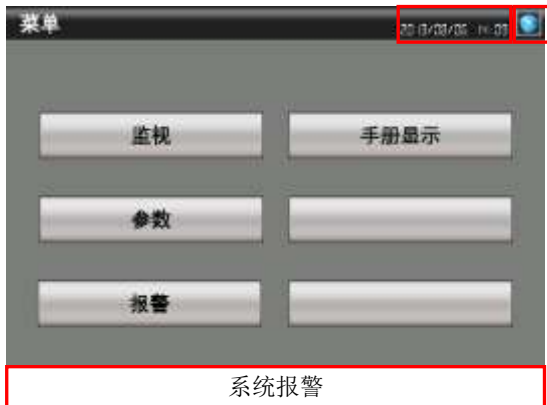 菜单
监视 手册显示
参数
报警
系统报警